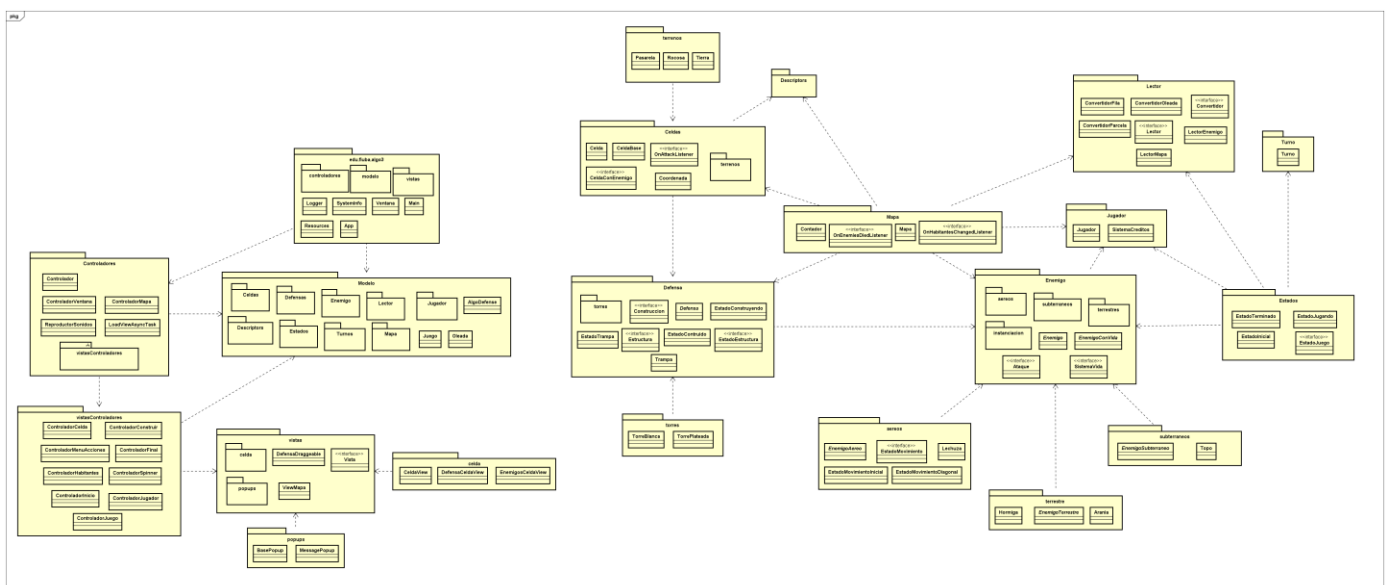 pkg
terrenos
Pasarela Rocosa Tierra
Descriptora
Lector
ConvertidorFila ConvertidorOleada <<interface>> Convertidor
ConvertidorParcela <<interface>> Lector LectorEnemigo
LectorMapa
Turno
Turno
Celdas
Celda CeldaBase <<interface>> OnAttackListener
terrenos
<<interface>> CeldaConEnemigo Coordenada
edu.fiuba.algo3
controladores modelo vistas
Logger SystemInfo Ventana Main
Resources App
Mapa
Contador <<interface>> OnEnemiesDiedListener Mapa <<interface>> OnHabitantesChangedListener
Jugador
Jugador SistemaCreditos
Controladores
Controlador
ControladorVentana ControladorMapa
ReproductorSonidos LoadViewAsyncTask
vistasControladores
Modelo
Celdas Defensas Enemigo Lector Jugador AlgoDefense
Descriptora Estados Turnos Mapa Juego Oleada
Defensa
torres <<interface>> Construccion Defensa EstadoConstruyendo
EstadoTrampa <<interface>> Estructura EstadoContruido <<interface>> EstadoEstructura
Trampa
Enemigo
aereos subterraneos terrestres
instanciacion Enemigo EnemigoConVida
<<interface>> Ataque <<interface>> SistemaVida
Estados
EstadoTerminado EstadoJugando
EstadoInicial <<interface>> EstadoJuego
vistasControladores
ControladorCelda ControladorConstruir
ControladorMenuAcciones ControladorFinal
ControladorHabitantes ControladorSpinner
ControladorInicio ControladorJugador
ControladorJuego
vistas
celda DefensaDraggeable <<interface>> Vista
popups ViewMapa
celda
CeldaView DefensaCeldaView EnemigosCeldaView
popups
BasePopup MessagePopup
torres
TorreBlanca TorrePlateada
aereos
EnemigoAereo <<interface>> EstadoMovimiento Lechuza
EstadoMovimientoInicial EstadoMovimientoDiagonal
subterraneos
EnemigoSubterraneo Topo
terrestre
Hormiga EnemigoTerrestre Arania